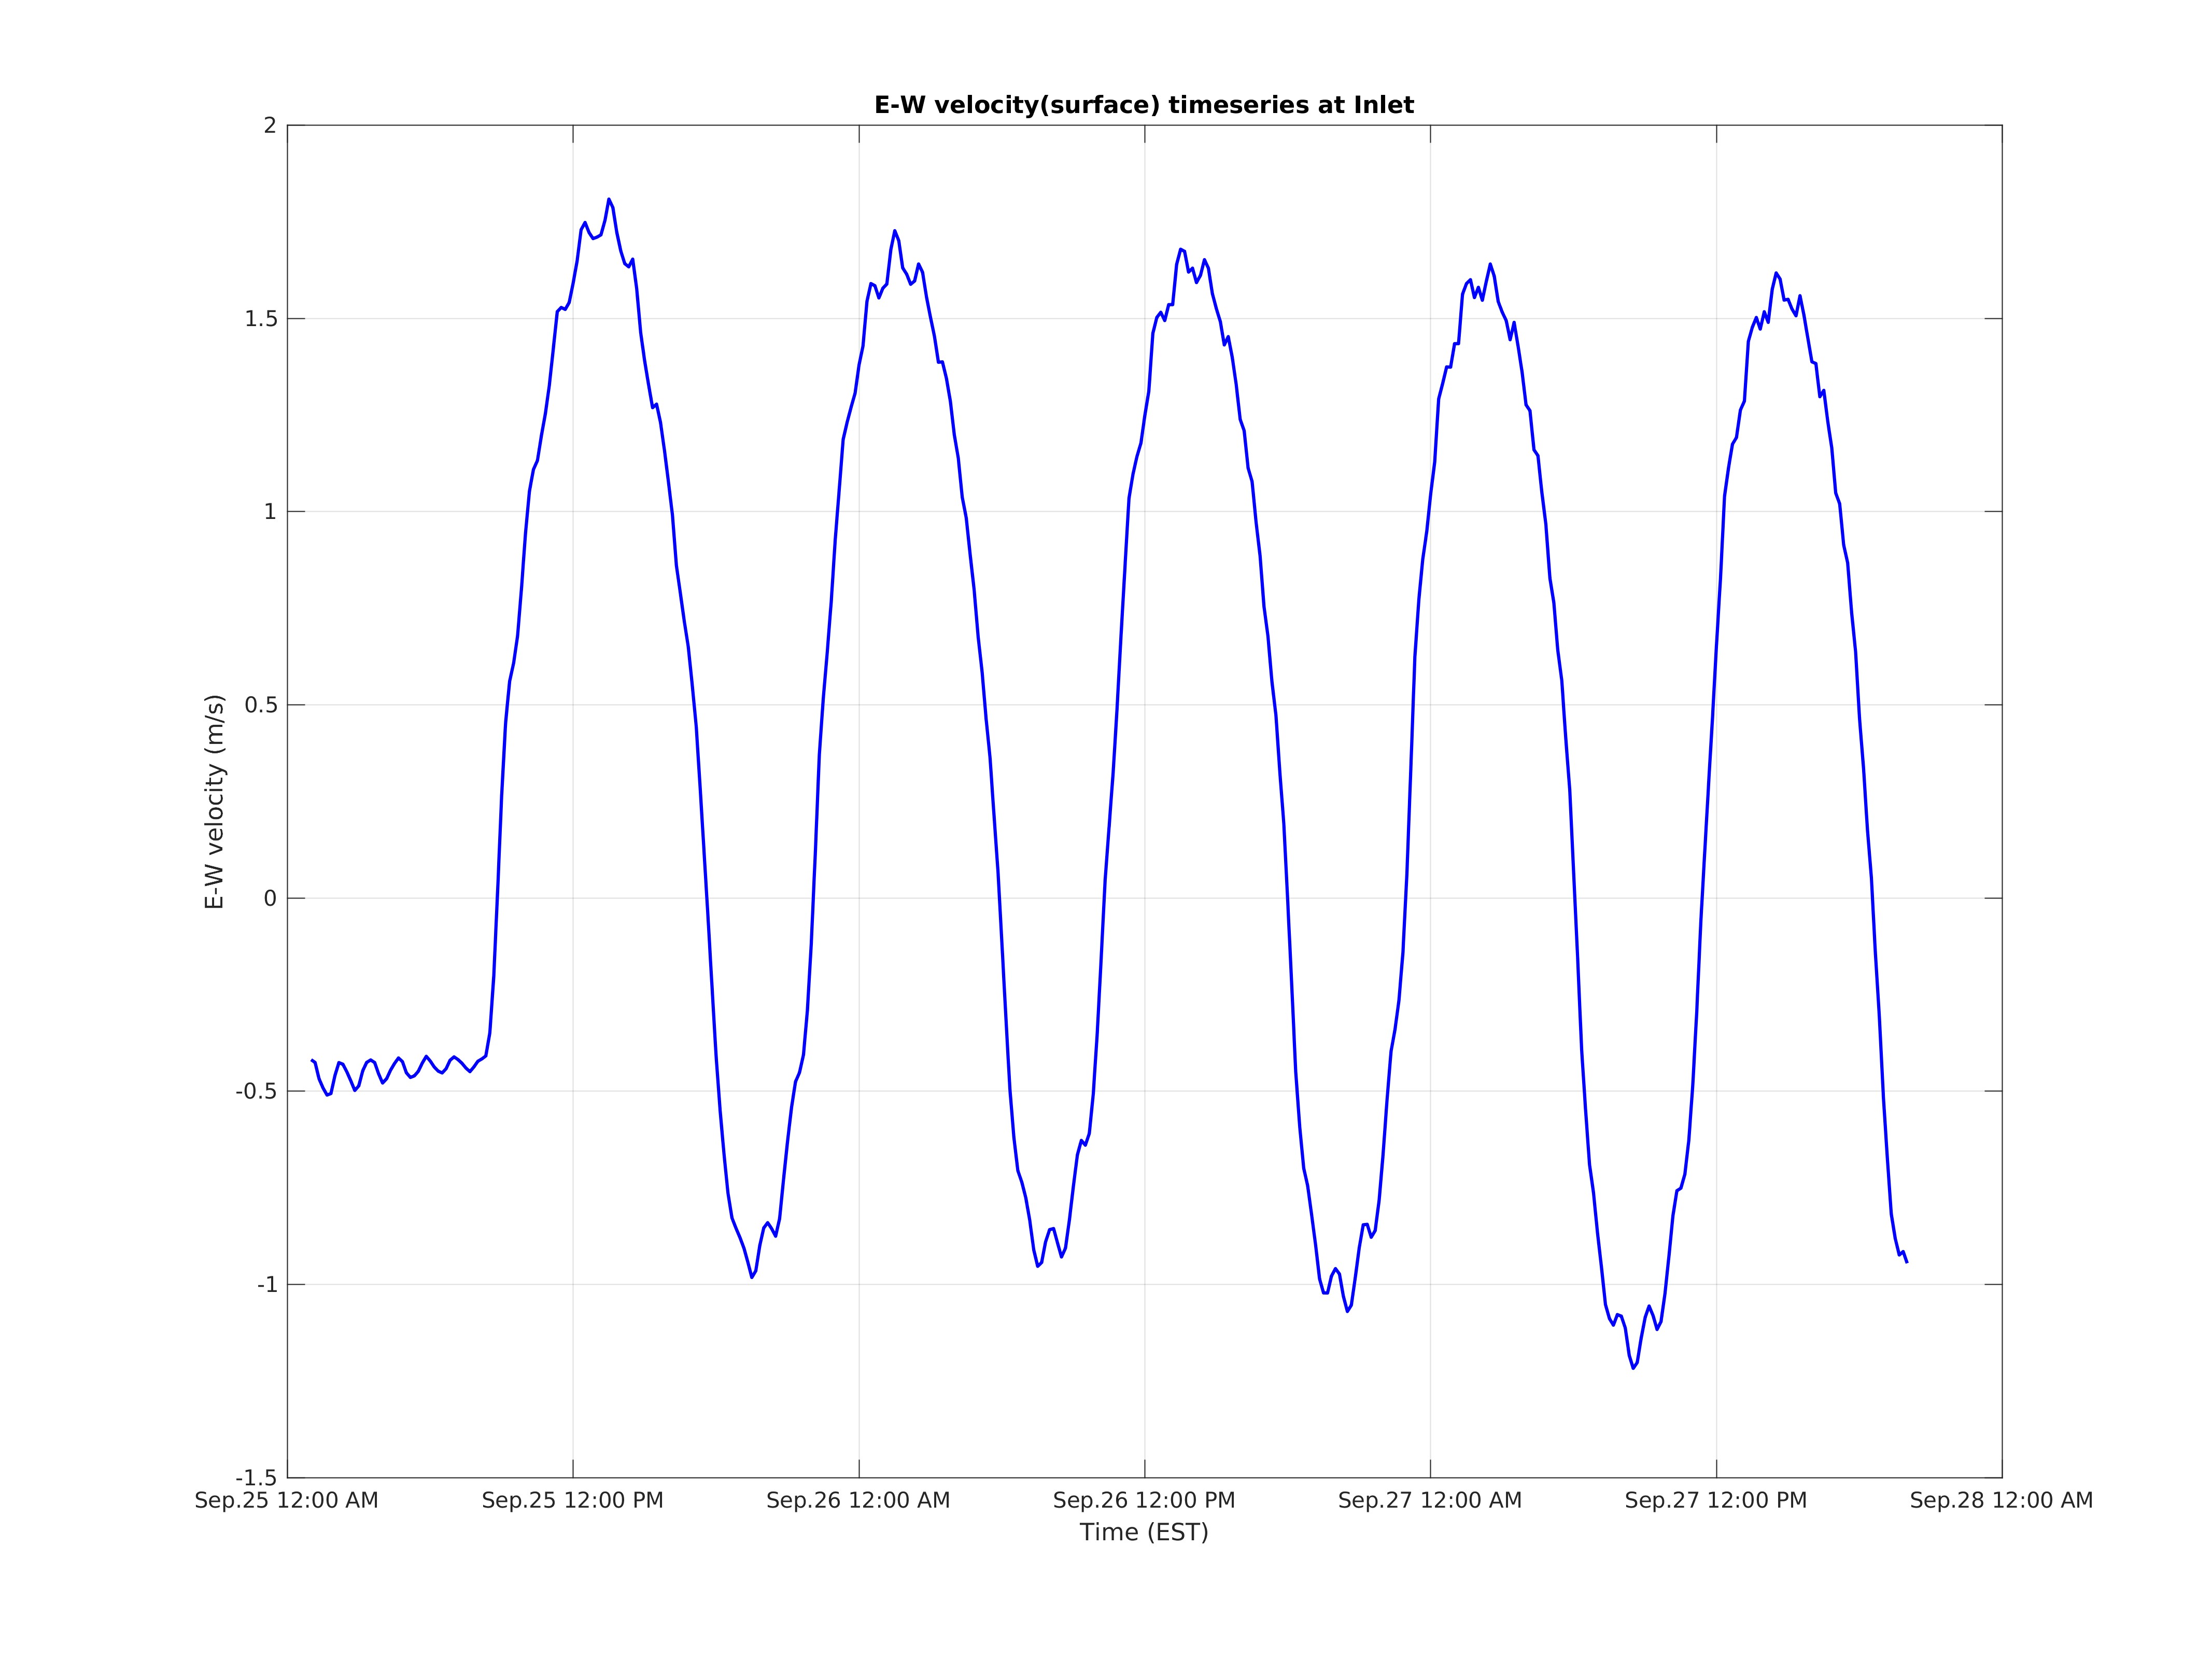 E-W velocity(surface) timeseries at Inlet
2
1.5
1
0.5
0
-0.5
-1
-1.5
E-W velocity (m/s)
Sep.25 12:00 AM Sep.25 12:00 PM Sep.26 12:00 AM Sep.26 12:00 PM Sep.27 12:00 AM Sep.27 12:00 PM Sep.28 12:00 AM
Time (EST)